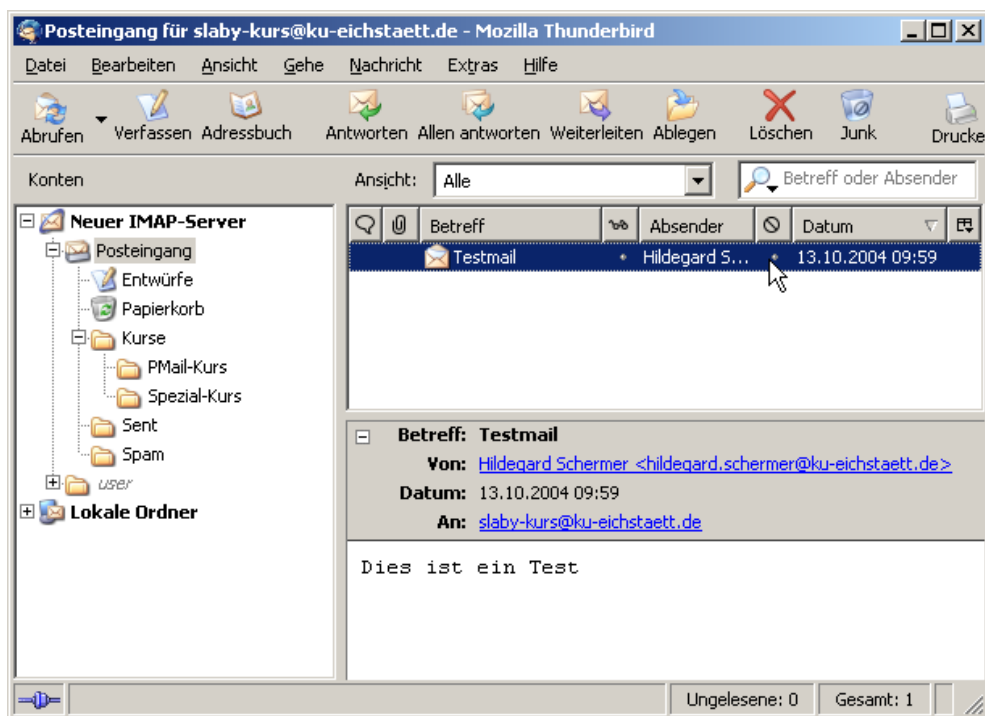 Posteingang für slaby-kurs@ku-eichstaett.de - Mozilla Thunderbird
Datei Bearbeiten Ansicht Gehe Nachricht Extras Hilfe
Abrufen Verfassen Adressbuch Antworten Allen antworten Weiterleiten Ablegen Löschen Junk Drucke
Konten
Ansicht: Alle Betreff oder Absender
Neuer IMAP-Server
Posteingang
Entwürfe
Papierkorb
Kurse
PMail-Kurs
Spezial-Kurs
Sent
Spam
user
Lokale Ordner
Betreff Absender Datum
Testmail Hildegard S... 13.10.2004 09:59
Betreff: Testmail
Von: Hildegard Schermer <hildegard.schermer@ku-eichstaett.de>
Datum: 13.10.2004 09:59
An: slaby-kurs@ku-eichstaett.de
Dies ist ein Test
Ungelesene: 0 Gesamt: 1